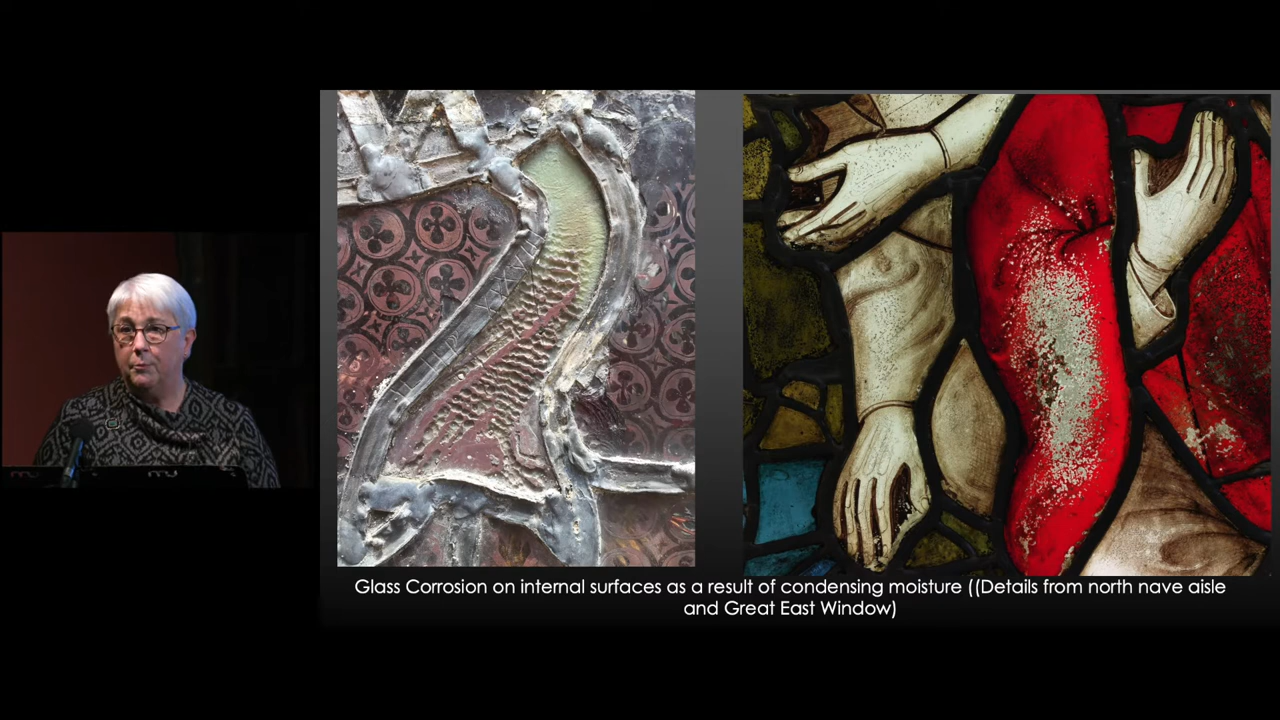 Glass Corrosion on internal surfaces as a result of condensing moisture ((Details from north nave aisle
and Great East Window)